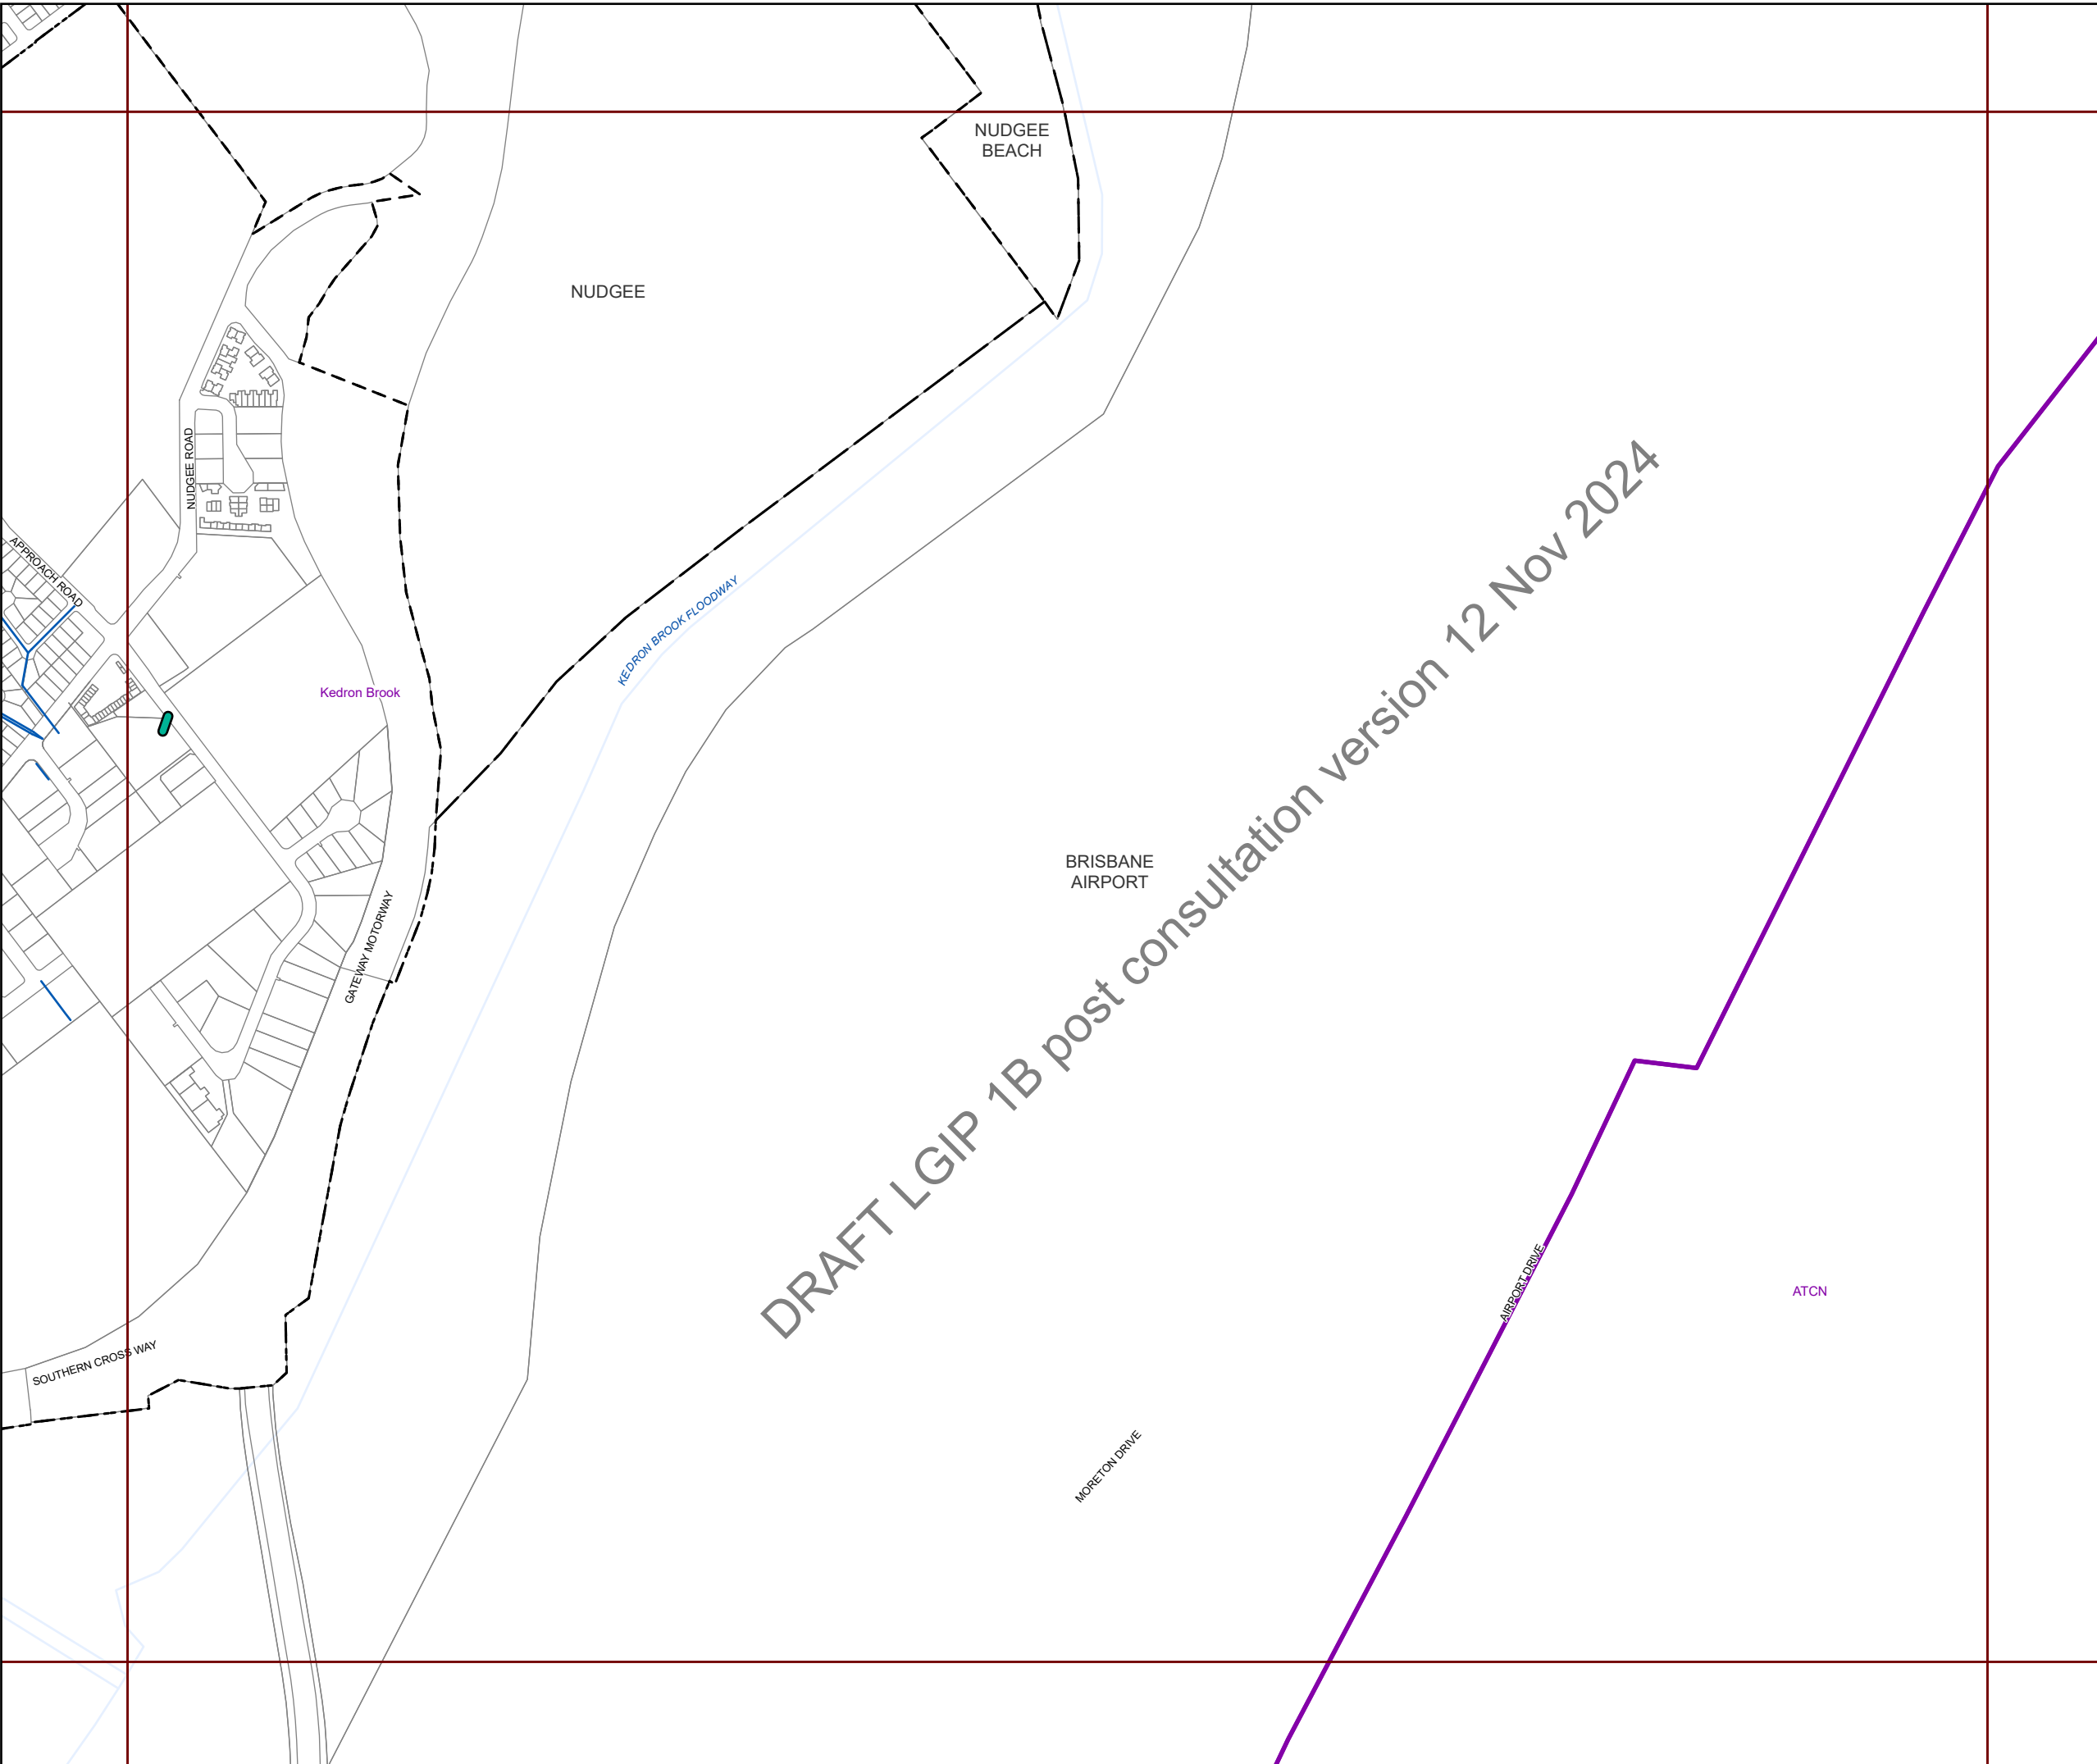 NUDGEE
BEACH
NUDGEE
NUDGEE ROAD
APPROACH ROAD
KEDRON BROOK FLOODWAY
Kedron Brook
BRISBANE
AIRPORT
GATEWAY MOTORWAY
DRAFT LGIP 1B post consultation version 12 Nov 2024
AIRPORT DRIVE
ATCN
SOUTHERN CROSS WAY
MORETON DRIVE